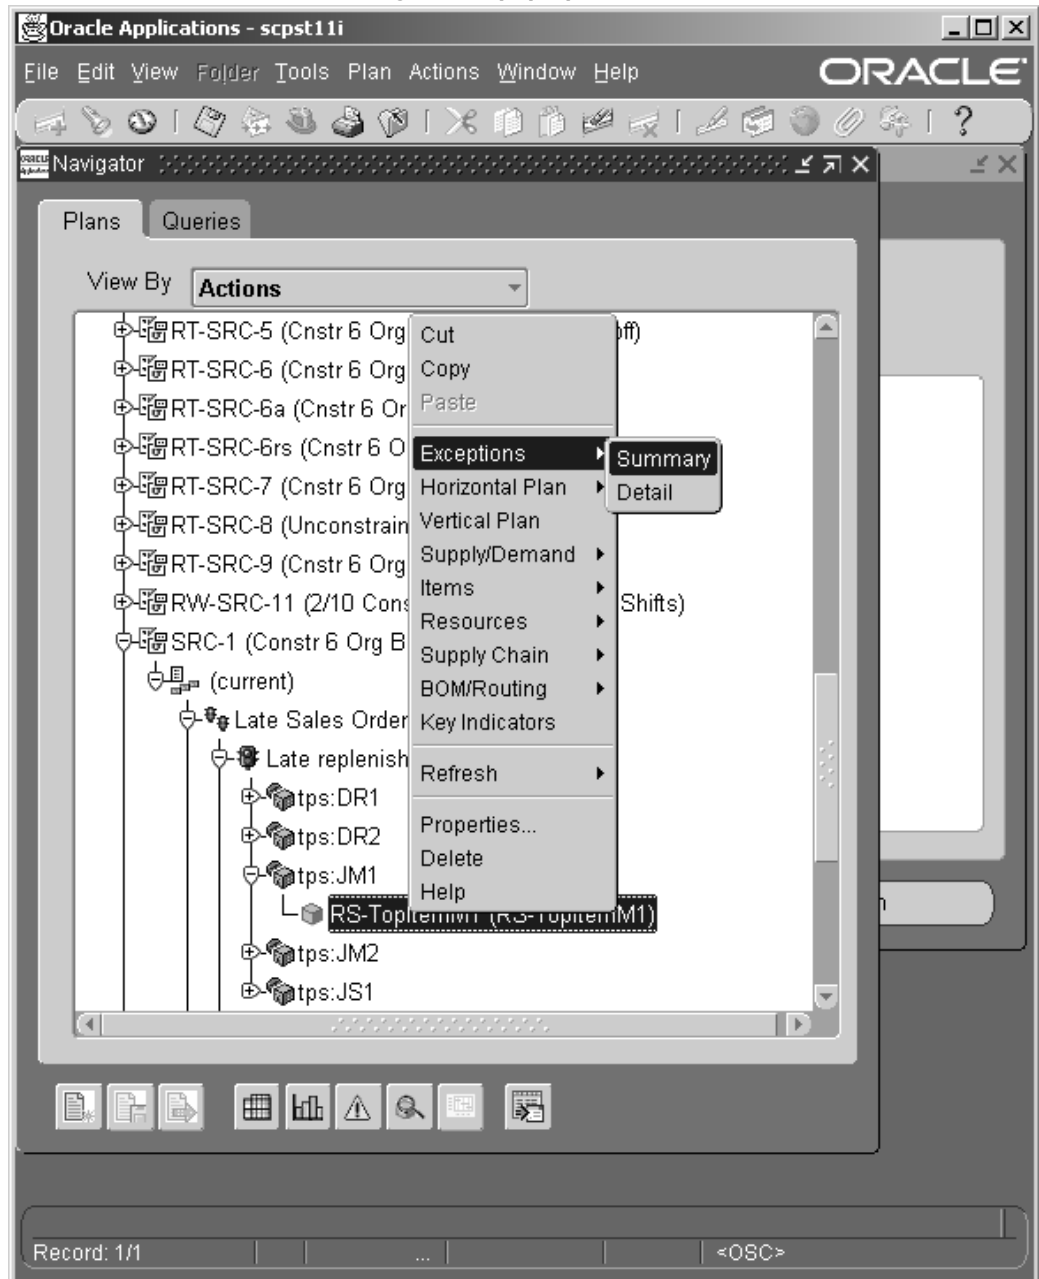 Oracle Applications - scpst11i
File Edit View Folder Tools Plan Actions Window Help ORACLE
Navigator
Plans Queries
View By Actions
RT-SRC-5 (Cnstr 6 Org off)
RT-SRC-6 (Cnstr 6 Org
RT-SRC-6a (Cnstr 6 Or
RT-SRC-6rs (Cnstr 6 O
RT-SRC-7 (Cnstr 6 Org
RT-SRC-8 (Unconstrain
RT-SRC-9 (Cnstr 6 Org
RW-SRC-11 (2/10 Cons Shifts)
SRC-1 (Constr 6 Org B
(current)
Late Sales Order
Late replenish
tps:DR1
tps:DR2
tps:JM1
RS-TopItemM1 (RS-TopItemM1)
tps:JM2
tps:JS1
Cut
Copy
Paste
Exceptions
Horizontal Plan
Vertical Plan
Supply/Demand
Items
Resources
Supply Chain
BOM/Routing
Key Indicators
Refresh
Properties...
Delete
Help
Summary
Detail
Record: 1/1 ... <OSC>